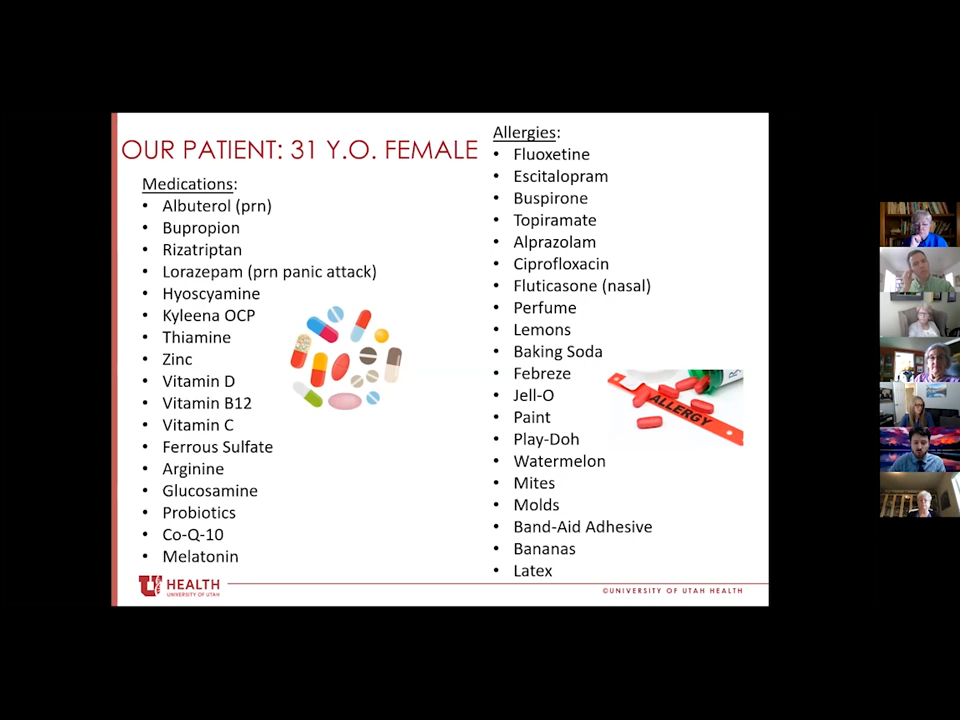 OUR PATIENT: 31 Y.O. FEMALE
Medications:
• Albuterol (prn)
• Bupropion
• Rizatriptan
• Lorazepam (prn panic attack)
• Hyoscyamine
• Kyleena OCP
• Thiamine
• Zinc
• Vitamin D
• Vitamin B12
• Vitamin C
• Ferrous Sulfate
• Arginine
• Glucosamine
• Probiotics
• Co-Q-10
• Melatonin
Allergies:
• Fluoxetine
• Escitalopram
• Buspirone
• Topiramate
• Alprazolam
• Ciprofloxacin
• Fluticasone (nasal)
• Perfume
• Lemons
• Baking Soda
• Febreze
• Jell-O
• Paint
• Play-Doh
• Watermelon
• Mites
• Molds
• Band-Aid Adhesive
• Bananas
• Latex
ALLERGY
U HEALTH
UNIVERSITY OF UTAH
©UNIVERSITY OF UTAH HEALTH